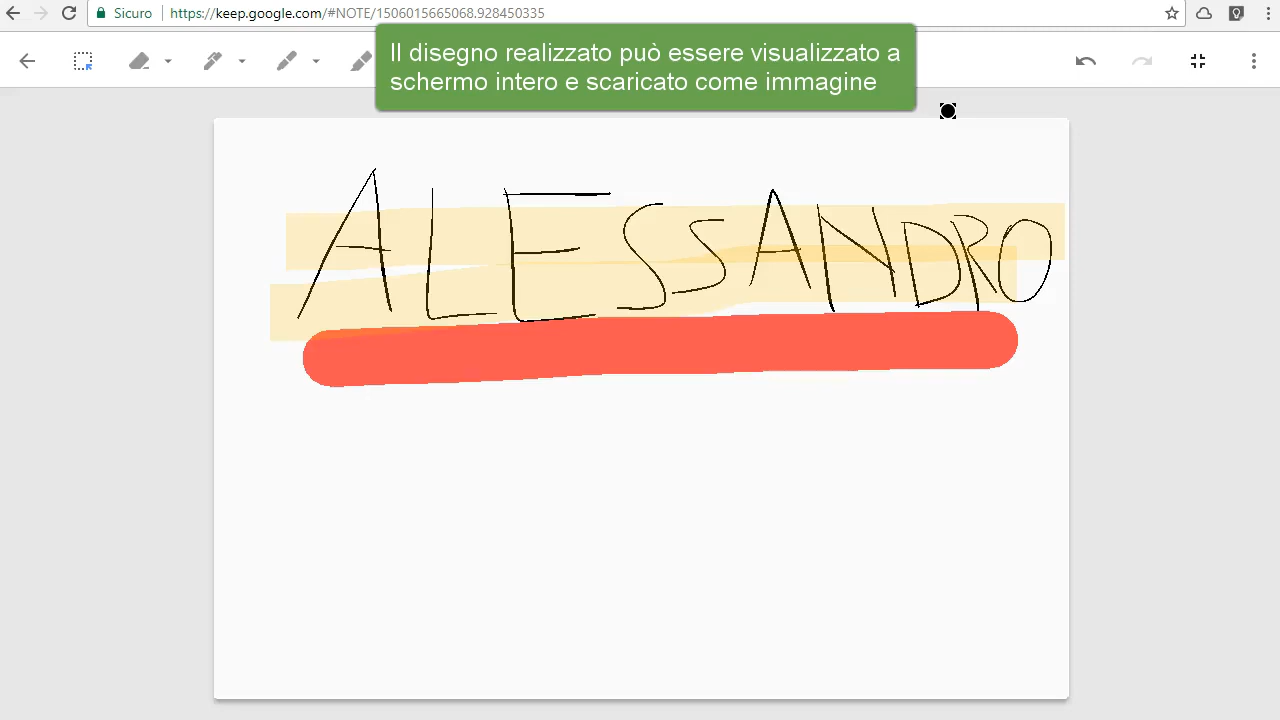 Sicuro
https://keep.google.com/#NOTE/1506015665068.928450335
Il disegno realizzato può essere visualizzato a
schermo intero e scaricato come immagine
ALESSANDRO